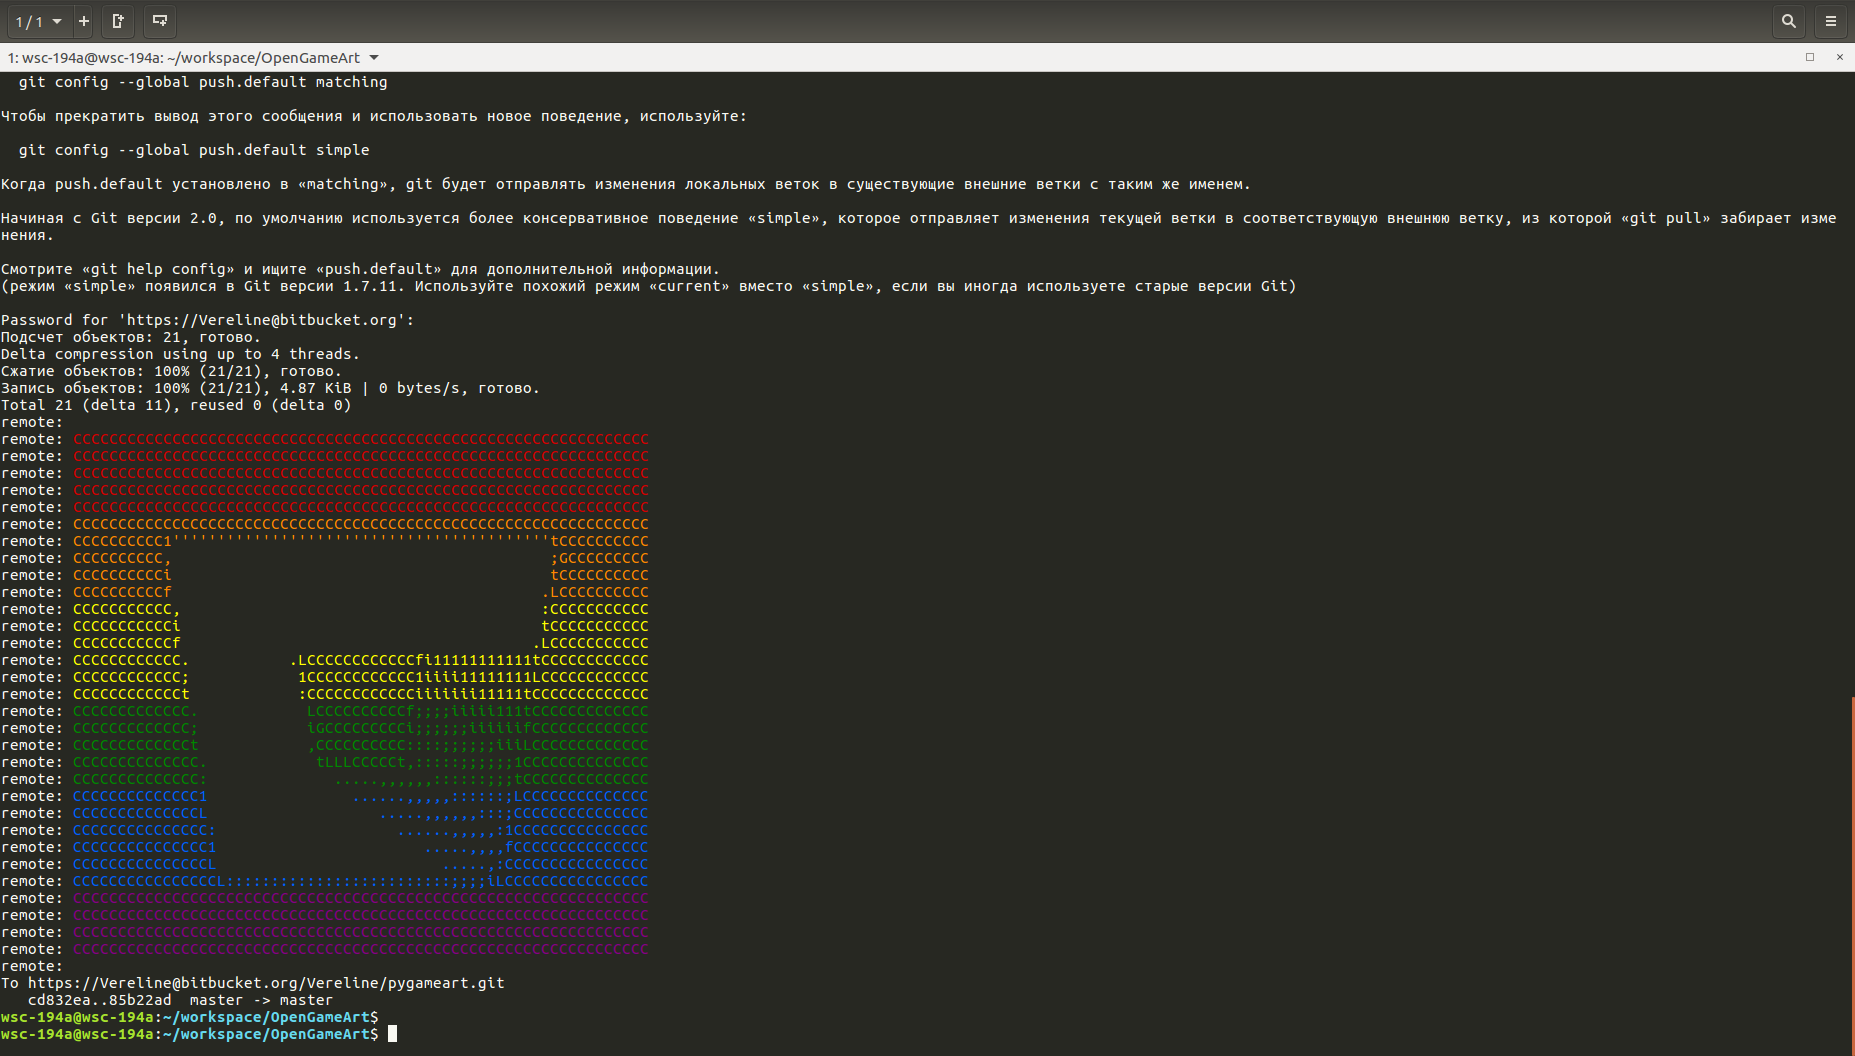 1 / 1
1: wsc-194a@wsc-194a: ~/workspace/OpenGameArt
  git config --global push.default matching
Чтобы прекратить вывод этого сообщения и использовать новое поведение, используйте:
  git config --global push.default simple
Когда push.default установлено в «matching», git будет отправлять изменения локальных веток в существующие внешние ветки с таким же именем.
Начиная с Git версии 2.0, по умолчанию используется более консервативное поведение «simple», которое отправляет изменения текущей ветки в соответствующую внешнюю ветку, из которой «git pull» забирает изме
нения.
Смотрите «git help config» и ищите «push.default» для дополнительной информации.
(режим «simple» появился в Git версии 1.7.11. Используйте похожий режим «current» вместо «simple», если вы иногда используете старые версии Git)
Password for 'https://Vereline@bitbucket.org':
Подсчет объектов: 21, готово.
Delta compression using up to 4 threads.
Сжатие объектов: 100% (21/21), готово.
Запись объектов: 100% (21/21), 4.87 KiB | 0 bytes/s, готово.
Total 21 (delta 11), reused 0 (delta 0)
remote:
remote: CCCCCCCCCCCCCCCCCCCCCCCCCCCCCCCCCCCCCCCCCCCCCCCCCCCCCCCCCCCCCCCC
remote: CCCCCCCCCCCCCCCCCCCCCCCCCCCCCCCCCCCCCCCCCCCCCCCCCCCCCCCCCCCCCCCC
remote: CCCCCCCCCCCCCCCCCCCCCCCCCCCCCCCCCCCCCCCCCCCCCCCCCCCCCCCCCCCCCCCC
remote: CCCCCCCCCCCCCCCCCCCCCCCCCCCCCCCCCCCCCCCCCCCCCCCCCCCCCCCCCCCCCCCC
remote: CCCCCCCCCCCCCCCCCCCCCCCCCCCCCCCCCCCCCCCCCCCCCCCCCCCCCCCCCCCCCCCC
remote: CCCCCCCCCCCCCCCCCCCCCCCCCCCCCCCCCCCCCCCCCCCCCCCCCCCCCCCCCCCCCCCC
remote: CCCCCCCCCC1''''''''''''''''''''''''''''''''''''''''''tCCCCCCCCCC
remote: CCCCCCCCCC,                                          ;GCCCCCCCCC
remote: CCCCCCCCCCi                                          tCCCCCCCCCC
remote: CCCCCCCCCCf                                         .LCCCCCCCCCC
remote: CCCCCCCCCCC,                                        :CCCCCCCCCCC
remote: CCCCCCCCCCCi                                        tCCCCCCCCCCC
remote: CCCCCCCCCCCf                                       .LCCCCCCCCCCC
remote: CCCCCCCCCCCC.           .LCCCCCCCCCCCCfi11111111111tCCCCCCCCCCCC
remote: CCCCCCCCCCCC;            1CCCCCCCCCCCC1iiii11111111LCCCCCCCCCCCC
remote: CCCCCCCCCCCCt            :CCCCCCCCCCCCiiiiiii11111tCCCCCCCCCCCCC
remote: CCCCCCCCCCCCC.            LCCCCCCCCCCf;;;;iiiii111tCCCCCCCCCCCCC
remote: CCCCCCCCCCCCC;            iGCCCCCCCCCi;;;;;;iiiiiifCCCCCCCCCCCCC
remote: CCCCCCCCCCCCCt            ,CCCCCCCCCC::::;;;;;;iiiLCCCCCCCCCCCCC
remote: CCCCCCCCCCCCCC.            tLLLCCCCCt,:::::;;;;;;1CCCCCCCCCCCCCC
remote: CCCCCCCCCCCCCC:              .....,,,,,,::::::;;;tCCCCCCCCCCCCCC
remote: CCCCCCCCCCCCCC1                ......,,,,,::::::;LCCCCCCCCCCCCCC
remote: CCCCCCCCCCCCCCL                   .....,,,,,,:::;CCCCCCCCCCCCCCC
remote: CCCCCCCCCCCCCCC:                    ......,,,,,:1CCCCCCCCCCCCCCC
remote: CCCCCCCCCCCCCCC1                       .....,,,,fCCCCCCCCCCCCCCC
remote: CCCCCCCCCCCCCCCL                         .....,:CCCCCCCCCCCCCCCC
remote: CCCCCCCCCCCCCCCCL:::::::::::::::::::::::::;;;;iLCCCCCCCCCCCCCCCC
remote: CCCCCCCCCCCCCCCCCCCCCCCCCCCCCCCCCCCCCCCCCCCCCCCCCCCCCCCCCCCCCCCC
remote: CCCCCCCCCCCCCCCCCCCCCCCCCCCCCCCCCCCCCCCCCCCCCCCCCCCCCCCCCCCCCCCC
remote: CCCCCCCCCCCCCCCCCCCCCCCCCCCCCCCCCCCCCCCCCCCCCCCCCCCCCCCCCCCCCCCC
remote: CCCCCCCCCCCCCCCCCCCCCCCCCCCCCCCCCCCCCCCCCCCCCCCCCCCCCCCCCCCCCCCC
remote:
To https://Vereline@bitbucket.org/Vereline/pygameart.git
   cd832ea..85b22ad  master -> master
wsc-194a@wsc-194a:~/workspace/OpenGameArt$
wsc-194a@wsc-194a:~/workspace/OpenGameArt$